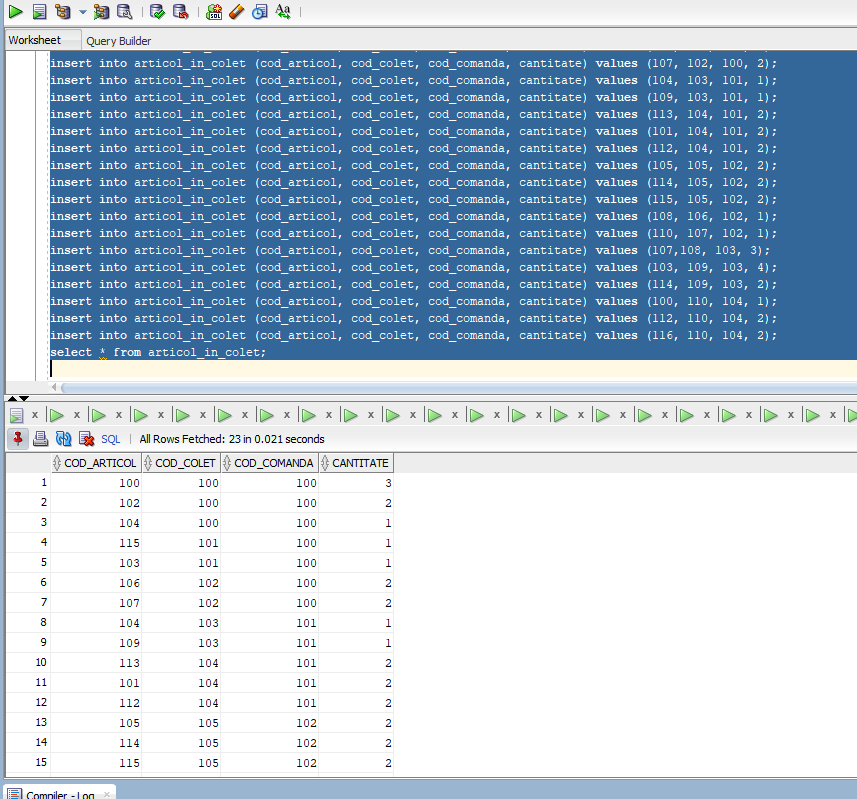 SQL
Aa
Worksheet Query Builder
insert into articol_in_colet (cod_articol, cod_colet, cod_comanda, cantitate) values (107, 102, 100, 2);
insert into articol_in_colet (cod_articol, cod_colet, cod_comanda, cantitate) values (104, 103, 101, 1);
insert into articol_in_colet (cod_articol, cod_colet, cod_comanda, cantitate) values (109, 103, 101, 1);
insert into articol_in_colet (cod_articol, cod_colet, cod_comanda, cantitate) values (113, 104, 101, 2);
insert into articol_in_colet (cod_articol, cod_colet, cod_comanda, cantitate) values (101, 104, 101, 2);
insert into articol_in_colet (cod_articol, cod_colet, cod_comanda, cantitate) values (112, 104, 101, 2);
insert into articol_in_colet (cod_articol, cod_colet, cod_comanda, cantitate) values (105, 105, 102, 2);
insert into articol_in_colet (cod_articol, cod_colet, cod_comanda, cantitate) values (114, 105, 102, 2);
insert into articol_in_colet (cod_articol, cod_colet, cod_comanda, cantitate) values (115, 105, 102, 2);
insert into articol_in_colet (cod_articol, cod_colet, cod_comanda, cantitate) values (108, 106, 102, 1);
insert into articol_in_colet (cod_articol, cod_colet, cod_comanda, cantitate) values (110, 107, 102, 1);
insert into articol_in_colet (cod_articol, cod_colet, cod_comanda, cantitate) values (107,108, 103, 3);
insert into articol_in_colet (cod_articol, cod_colet, cod_comanda, cantitate) values (103, 109, 103, 4);
insert into articol_in_colet (cod_articol, cod_colet, cod_comanda, cantitate) values (114, 109, 103, 2);
insert into articol_in_colet (cod_articol, cod_colet, cod_comanda, cantitate) values (100, 110, 104, 1);
insert into articol_in_colet (cod_articol, cod_colet, cod_comanda, cantitate) values (112, 110, 104, 2);
insert into articol_in_colet (cod_articol, cod_colet, cod_comanda, cantitate) values (116, 110, 104, 2);
select * from articol_in_colet;
SQL | All Rows Fetched: 23 in 0.021 seconds
COD_ARTICOL COD_COLET COD_COMANDA CANTITATE
1 100 100 100 3
2 102 100 100 2
3 104 100 100 1
4 115 101 100 1
5 103 101 100 1
6 106 102 100 2
7 107 102 100 2
8 104 103 101 1
9 109 103 101 1
10 113 104 101 2
11 101 104 101 2
12 112 104 101 2
13 105 105 102 2
14 114 105 102 2
15 115 105 102 2
Compiler - Log